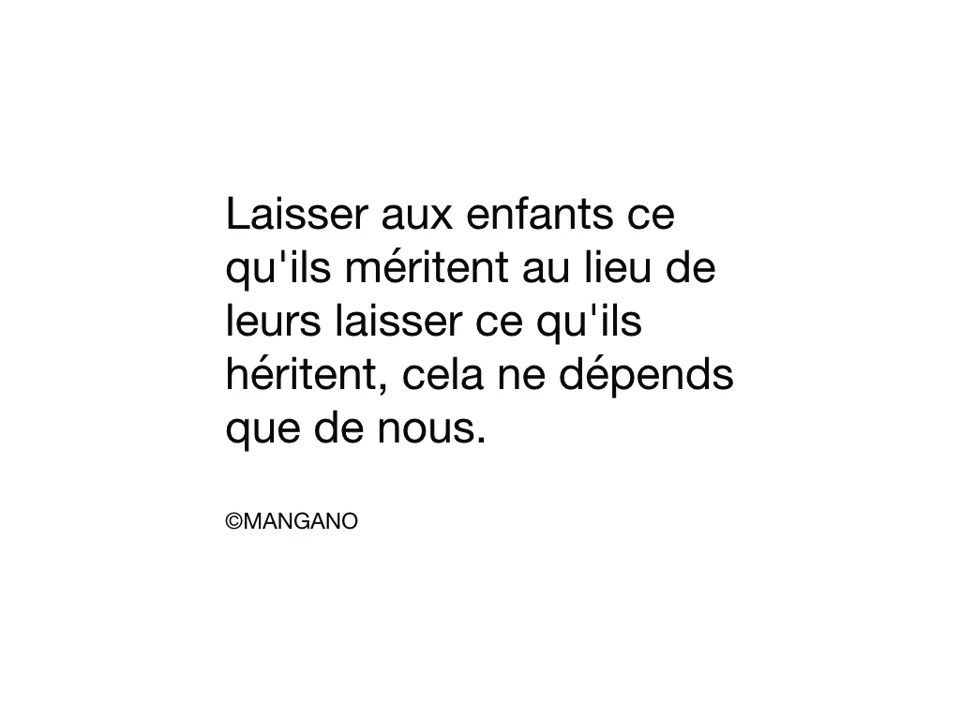 Laisser aux enfants ce
qu'ils méritent au lieu de
leurs laisser ce qu'ils
héritent, cela ne dépends
que de nous.
©MANGANO